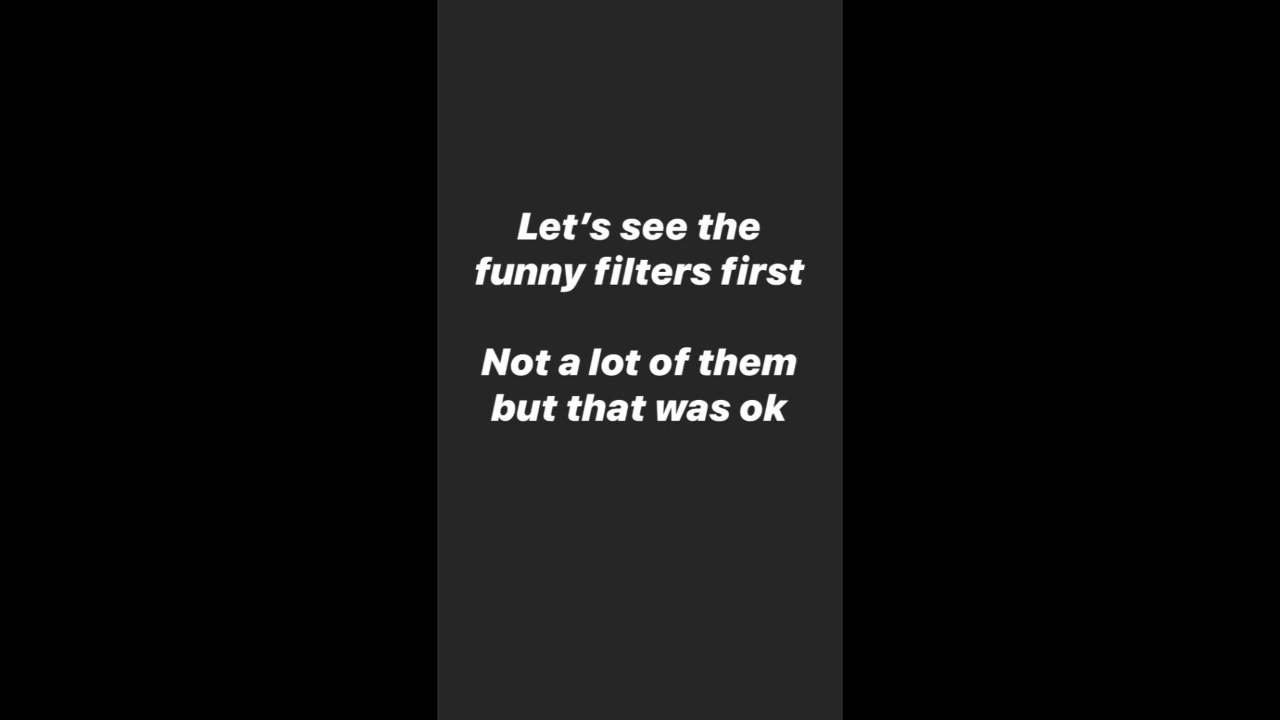 Let’s see the
funny filters first
Not a lot of them
but that was ok